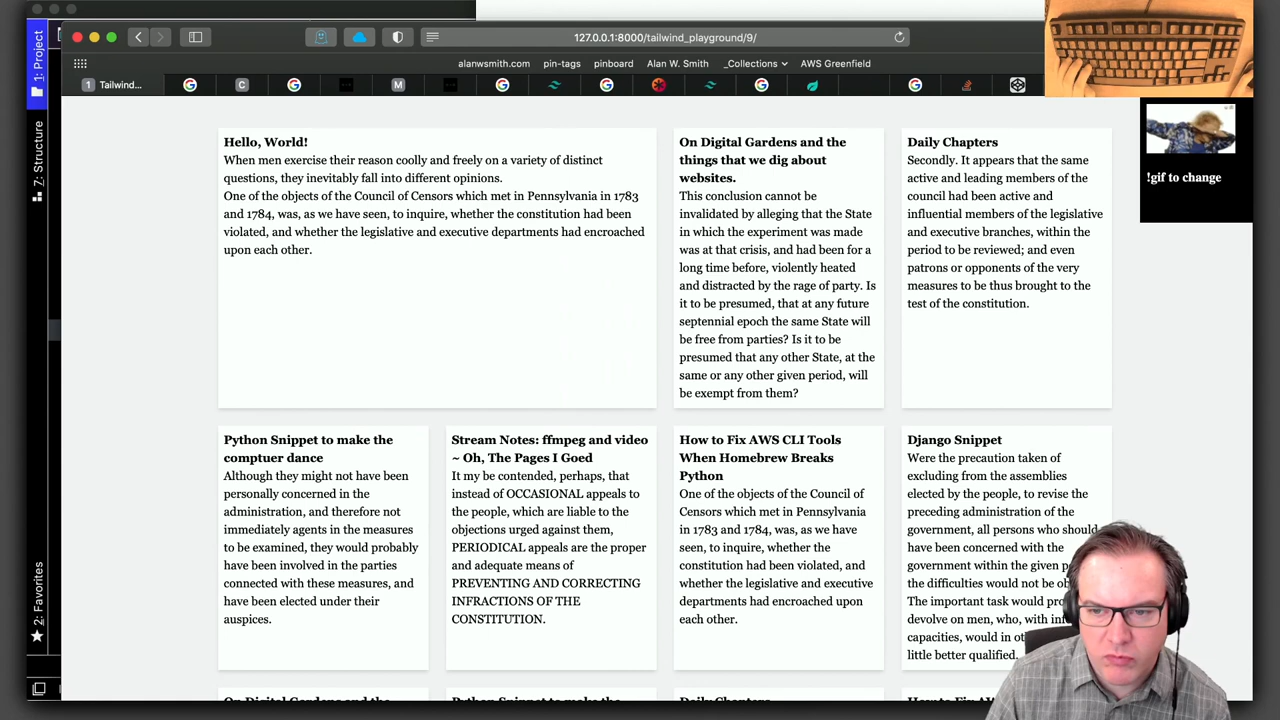 1: Project
7: Structure
2: Favorites
127.0.0.1:8000/tailwind_playground/9/
alanwsmith.com
pin-tags
pinboard
Alan W. Smith
_Collections
AWS Greenfield
1 Tailwind...
!gif to change
Hello, World!
When men exercise their reason coolly and freely on a variety of distinct
questions, they inevitably fall into different opinions.
One of the objects of the Council of Censors which met in Pennsylvania in 1783
and 1784, was, as we have seen, to inquire, whether the constitution had been
violated, and whether the legislative and executive departments had encroached
upon each other.
On Digital Gardens and the
things that we dig about
websites.
This conclusion cannot be
invalidated by alleging that the State
in which the experiment was made
was at that crisis, and had been for a
long time before, violently heated
and distracted by the rage of party. Is
it to be presumed, that at any future
septennial epoch the same State will
be free from parties? Is it to be
presumed that any other State, at the
same or any other given period, will
be exempt from them?
Daily Chapters
Secondly. It appears that the same
active and leading members of the
council had been active and
influential members of the legislative
and executive branches, within the
period to be reviewed; and even
patrons or opponents of the very
measures to be thus brought to the
test of the constitution.
Python Snippet to make the
comptuer dance
Although they might not have been
personally concerned in the
administration, and therefore not
immediately agents in the measures
to be examined, they would probably
have been involved in the parties
connected with these measures, and
have been elected under their
auspices.
Stream Notes: ffmpeg and video
~ Oh, The Pages I Goed
It my be contended, perhaps, that
instead of OCCASIONAL appeals to
the people, which are liable to the
objections urged against them,
PERIODICAL appeals are the proper
and adequate means of
PREVENTING AND CORRECTING
INFRACTIONS OF THE
CONSTITUTION.
How to Fix AWS CLI Tools
When Homebrew Breaks
Python
One of the objects of the Council of
Censors which met in Pennsylvania
in 1783 and 1784, was, as we have
seen, to inquire, whether the
constitution had been violated, and
whether the legislative and executive
departments had encroached upon
each other.
Django Snippet
Were the precaution taken of
excluding from the assemblies
elected by the people, to revise the
preceding administration of the
government, all persons who should
have been concerned with the
government within the given
the difficulties would not be
The important task would
devolve on men, who, with
capacities, would in
little better qualified.
On Digital Gardens and the
Python Snippet to make the
Daily Chapters
How to Fix